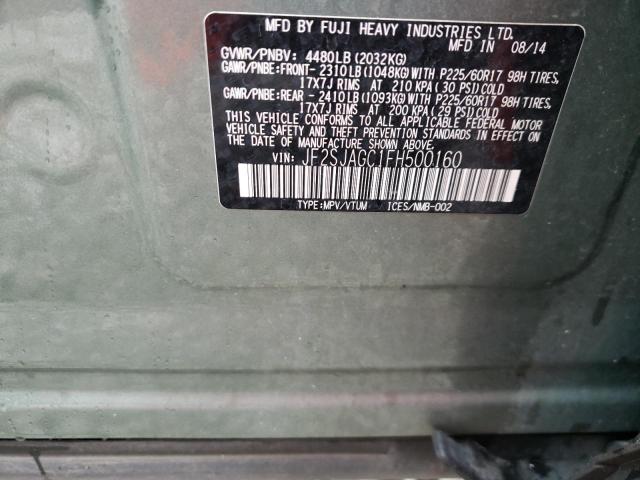 MFD BY FUJI HEAVY INDUSTRIES LTD.
MFD IN 08/14
GVWR/PNBV: 4480LB (2032KG)
GAWR/PNBE:FRONT-2310LB(1048KG)WITH P225/60R17 98H TIRES,
17X7J RIMS AT 210 KPA( 30 PSI)COLD
GAWR/PNBE:REAR -2410LB(1093KG)WITH P225/60R17 98H TIRES,
17X7J RIMS AT 200 KPA( 29 PSI)COLD
THIS VEHICLE CONFORMS TO ALL APPLICABLE FEDERAL MOTOR
VEHICLE SAFETY, BUMPER, AND THEFT PREVENTION STANDARDS
IN EFFECT ON THE DATE OF MANUFACTURE SHOWN ABOVE.
VIN: JF2SJAGC1FH500160
TYPE:MPV/VTUM ICES/NMB-002